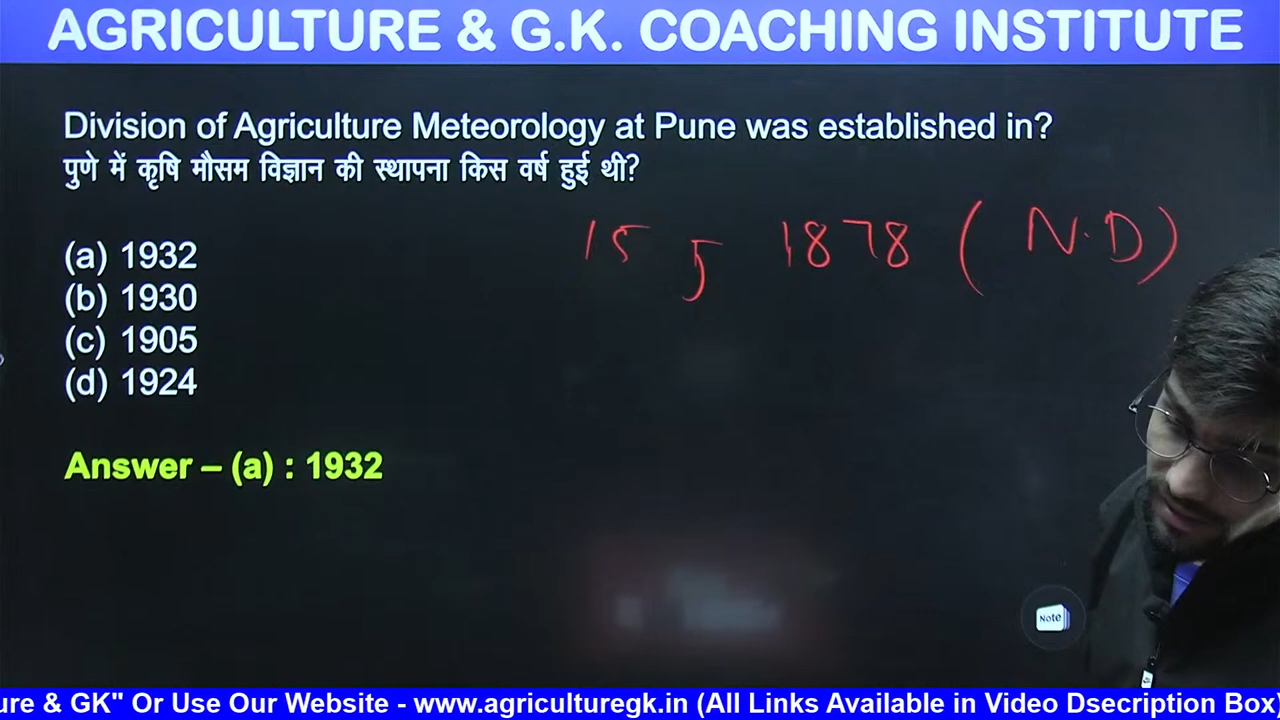 AGRICULTURE & G.K. COACHING INSTITUTE
Division of Agriculture Meteorology at Pune was established in?
पुणे में कृषि मौसम विज्ञान की स्थापना किस वर्ष हुई थी?
15 5 1878 ( N.D)
(a) 1932
(b) 1930
(c) 1905
(d) 1924
Answer – (a) : 1932
Note
ure & GK" Or Use Our Website - www.agriculturegk.in (All Links Available in Video Dscription Box)